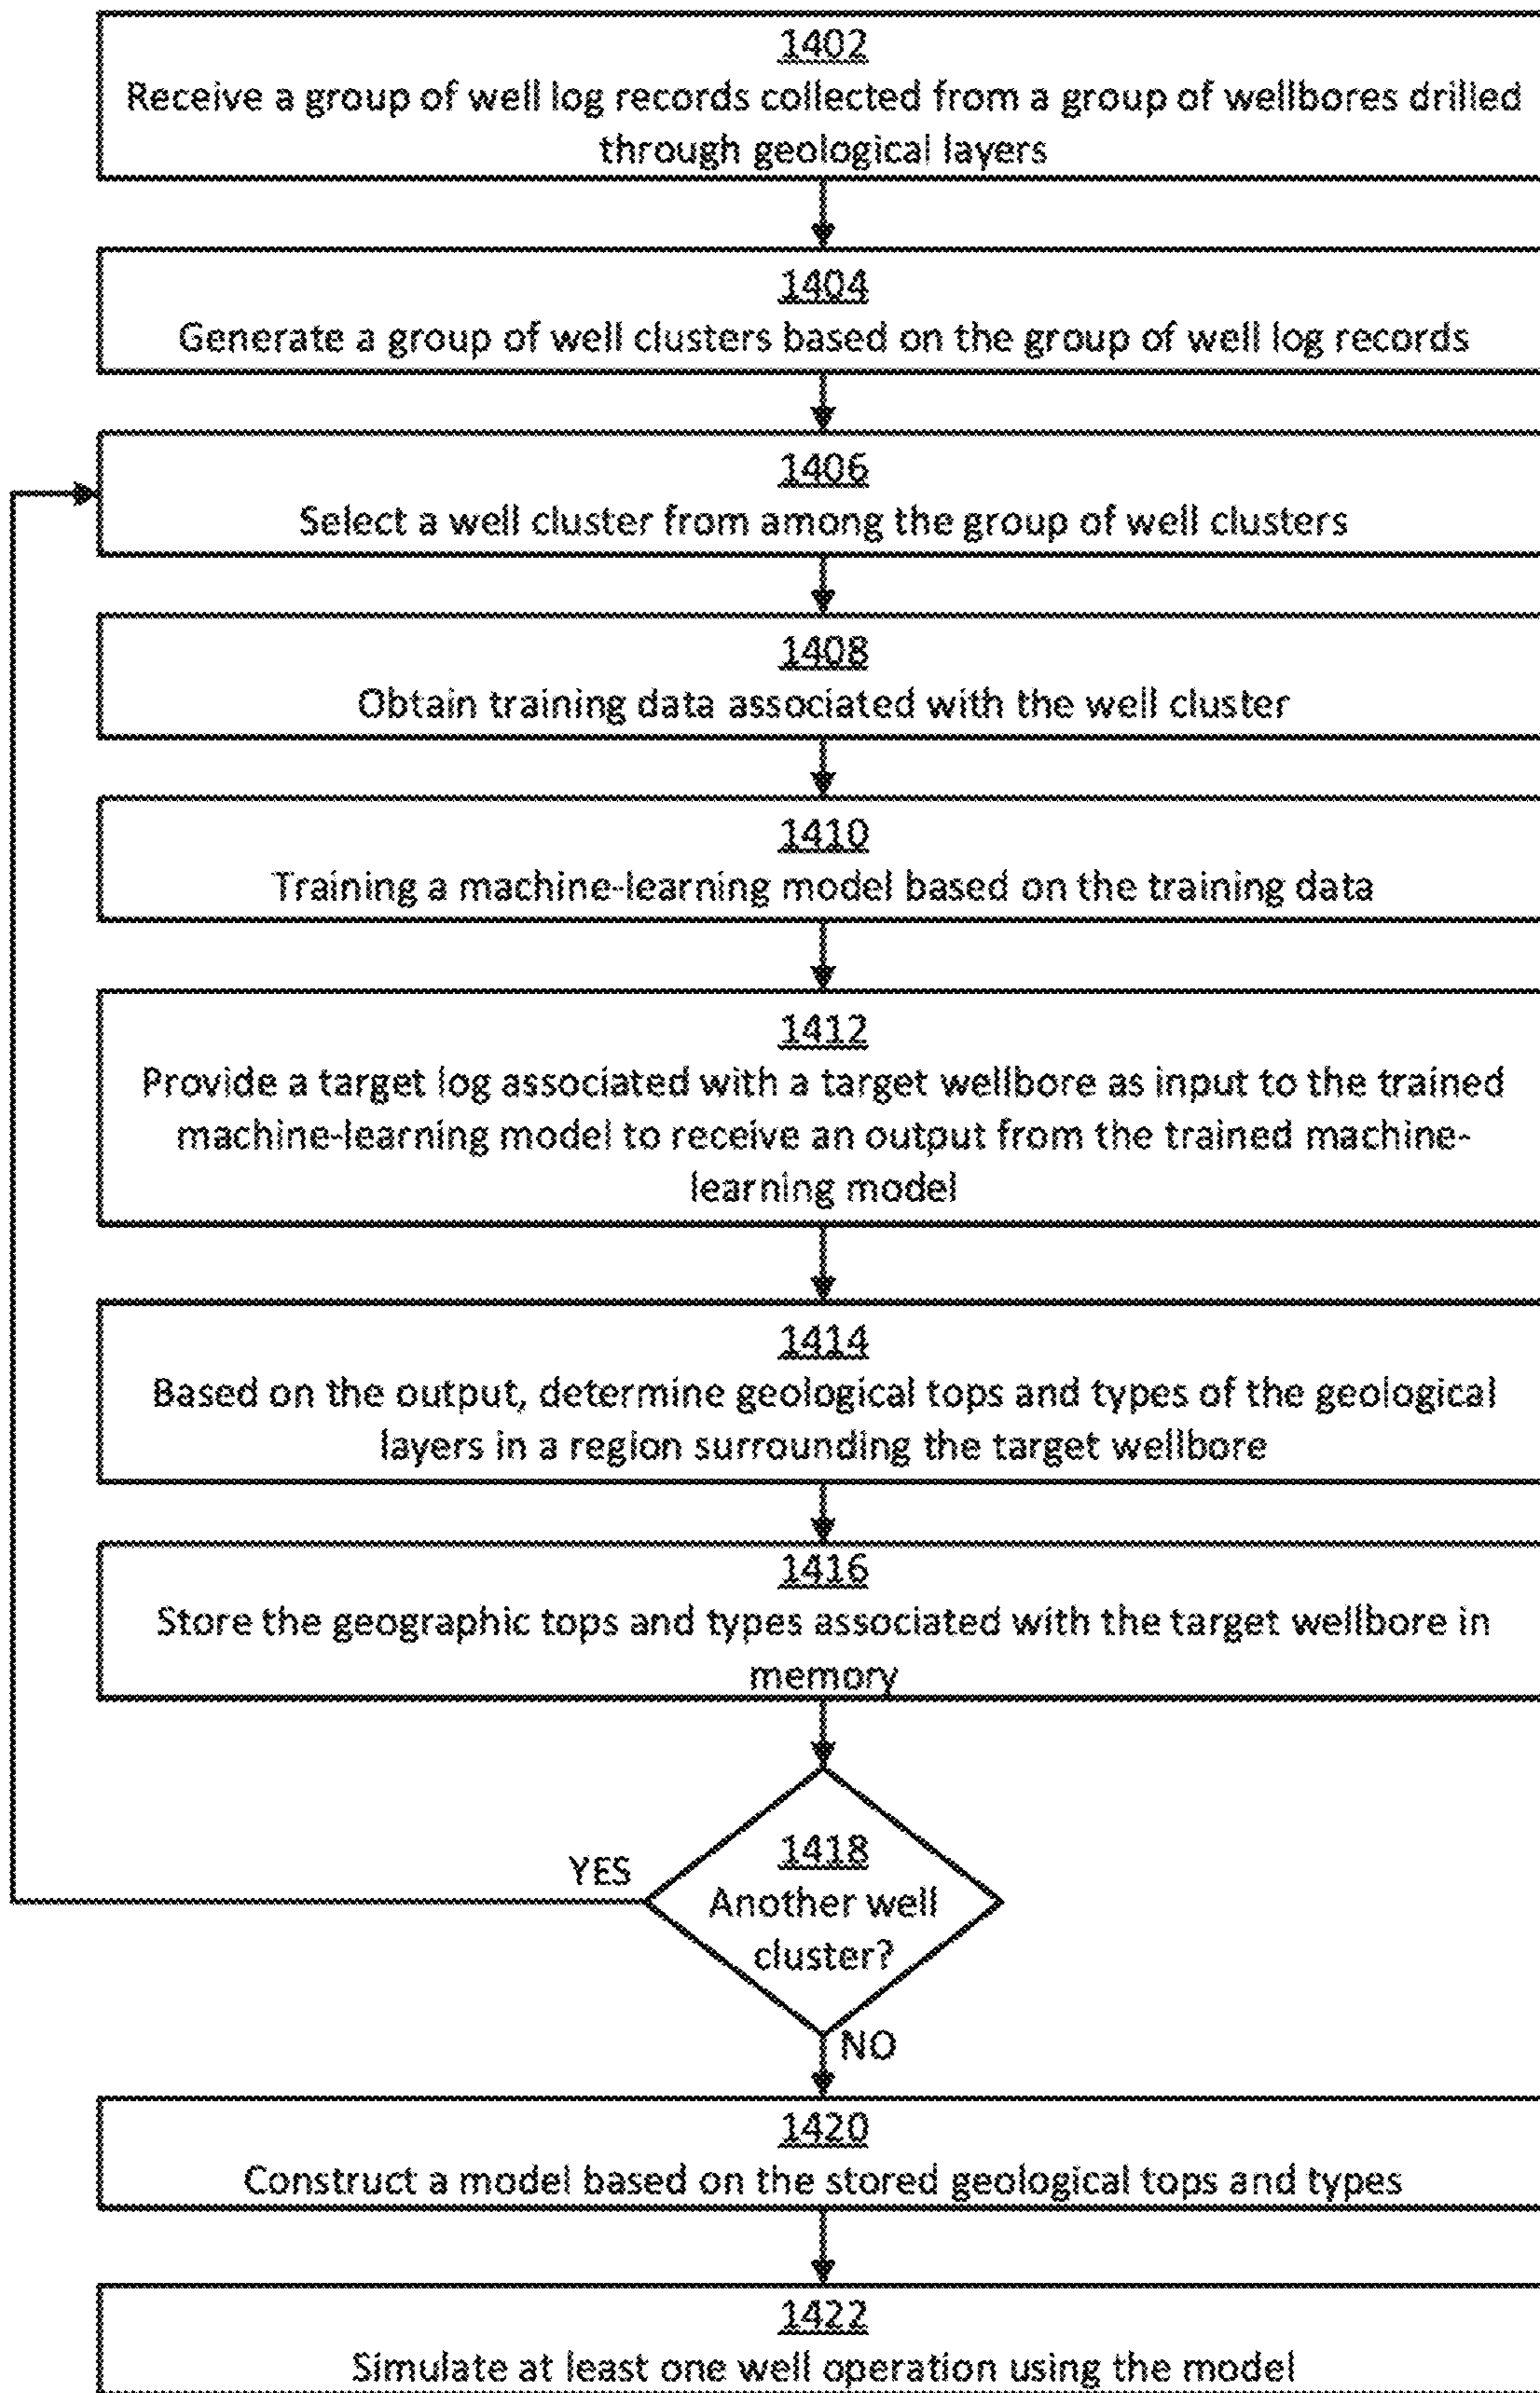 1402
Receive a group of well log records collected from a group of wellbores drilled
through geological layers
1404
Generate a group of well clusters based on the group of well log records
1406
Select a well cluster from among the group of well clusters
1408
Obtain training data associated with the well cluster
1410
Training a machine-learning model based on the training data
1412
Provide a target log associated with a target wellbore as input to the trained
machine-learning model to receive an output from the trained machine-
learning model
1414
Based on the output, determine geological tops and types of the geological
layers in a region surrounding the target wellbore
1416
Store the geographic tops and types associated with the target wellbore in
memory
1418
Another well
cluster?
YES
NO
1420
Construct a model based on the stored geological tops and types
1422
Simulate at least one well operation using the model